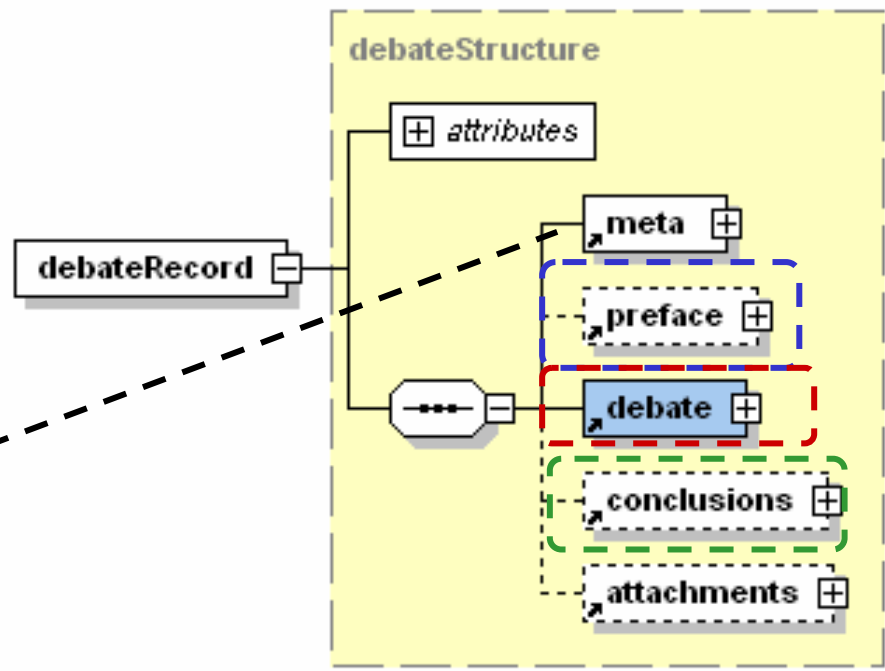 debateStructure
attributes
meta
debateRecord
preface
debate
conclusions
attachments